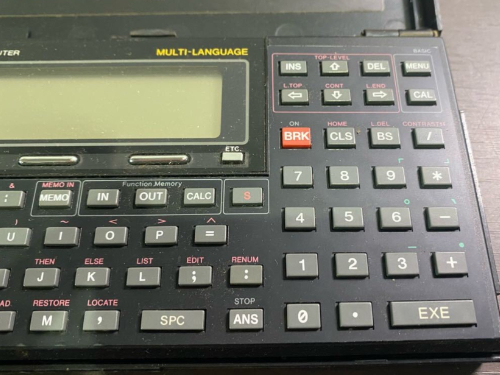 UTER MULTI-LANGUAGE
TOP-LEVEL BASIC
INS DEL MENU
L.TOP CONT L.END
CAL
ON HOME L.DEL CONTRAST
BRK CLS BS /
ETC.
7 8 9 *
& MEMO IN Function Memory
: MEMO IN OUT CALC S
4 5 6 -
) ~ < > ^
U I O P =
1 2 3 +
THEN ELSE LIST EDIT RENUM
J K L ; :
AD RESTORE LOCATE STOP
M , SPC ANS 0 . EXE